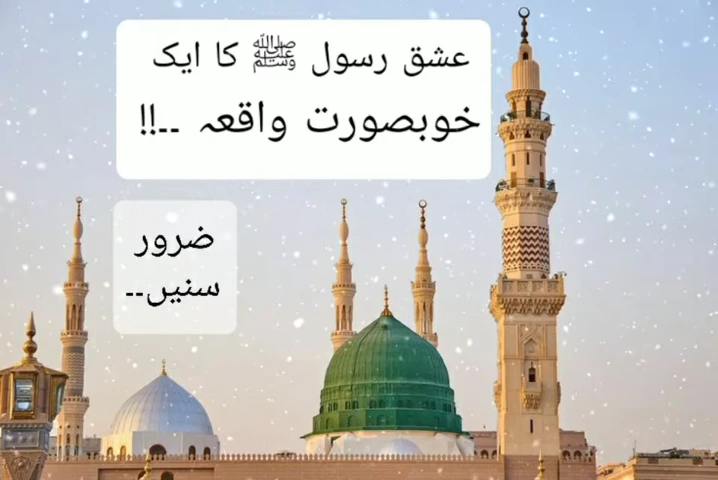 عشق رسول ﷺ کا ایک
خوبصورت واقعہ ۔۔!!
ضرور
سنیں۔۔